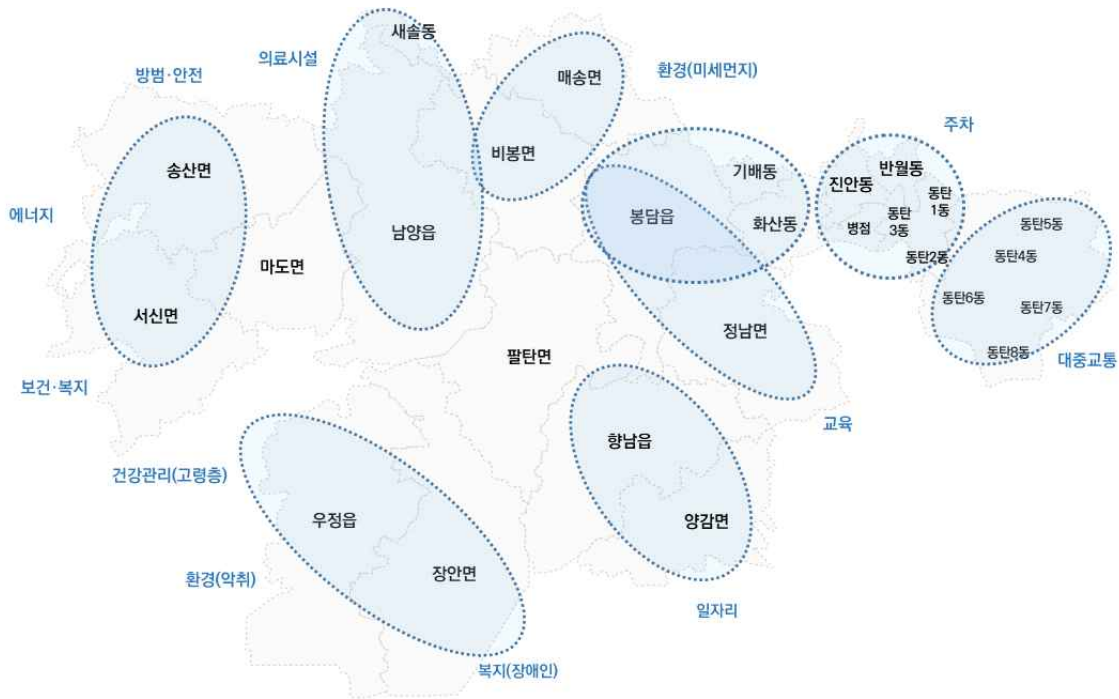 새솔동
의료시설
매송면
환경(미세먼지)
방범·안전
주차
비봉면
송산면
기배동
반월동
진안동
동탄
1동
에너지
남양읍
봉담읍
화산동
병점
동탄
3동
동탄5동
동탄2동
동탄4동
마도면
서신면
동탄6동
동탄7동
정남면
동탄8동
대중교통
팔탄면
보건·복지
교육
향남읍
건강관리(고령층)
우정읍
양감면
장안면
환경(악취)
일자리
복지(장애인)